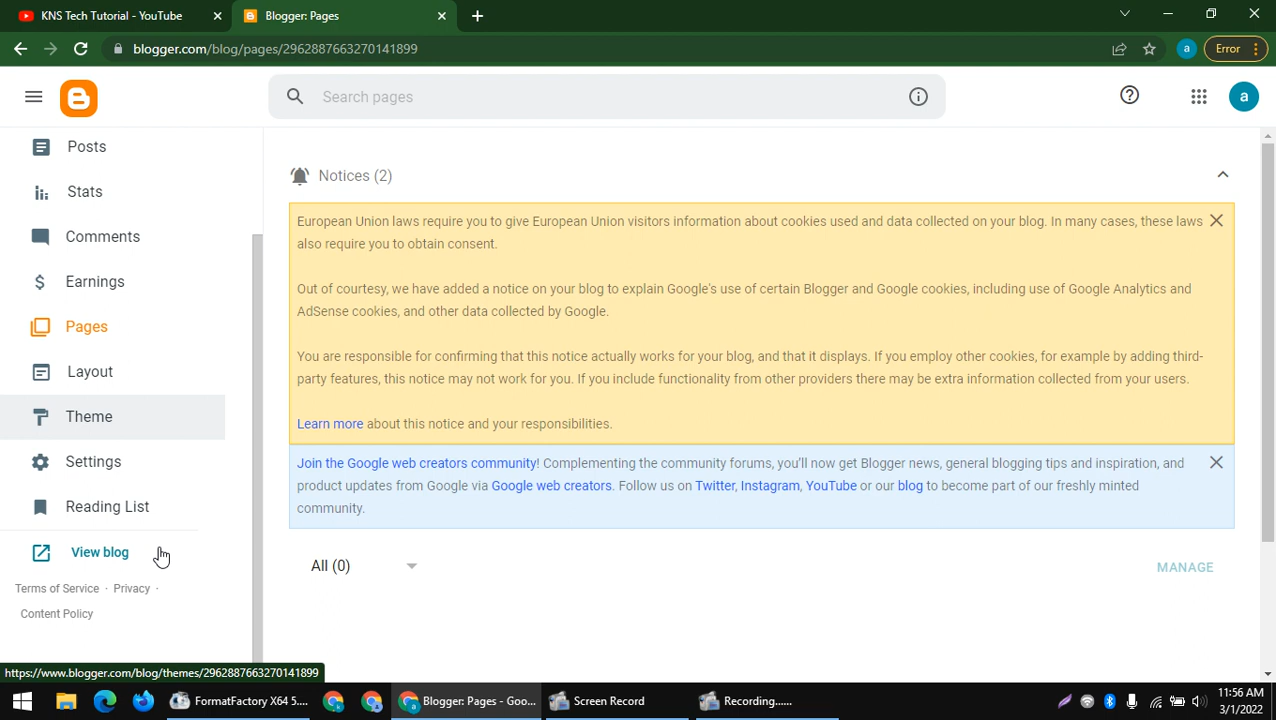 KNS Tech Tutorial - YouTube
Blogger: Pages
blogger.com/blog/pages/2962887663270141899
a
Error
Search pages
a
Posts
Stats
Comments
Earnings
Pages
Layout
Theme
Settings
Reading List
View blog
Terms of Service · Privacy ·
Content Policy
Notices (2)
European Union laws require you to give European Union visitors information about cookies used and data collected on your blog. In many cases, these laws
also require you to obtain consent.
Out of courtesy, we have added a notice on your blog to explain Google's use of certain Blogger and Google cookies, including use of Google Analytics and
AdSense cookies, and other data collected by Google.
You are responsible for confirming that this notice actually works for your blog, and that it displays. If you employ other cookies, for example by adding third-
party features, this notice may not work for you. If you include functionality from other providers there may be extra information collected from your users.
Learn more about this notice and your responsibilities.
Join the Google web creators community! Complementing the community forums, you'll now get Blogger news, general blogging tips and inspiration, and
product updates from Google via Google web creators. Follow us on Twitter, Instagram, YouTube or our blog to become part of our freshly minted
community.
All (0)
MANAGE
https://www.blogger.com/blog/themes/2962887663270141899
FormatFactory X64 5....
Blogger: Pages - Goo...
Screen Record
Recording......
11:56 AM
3/1/2022